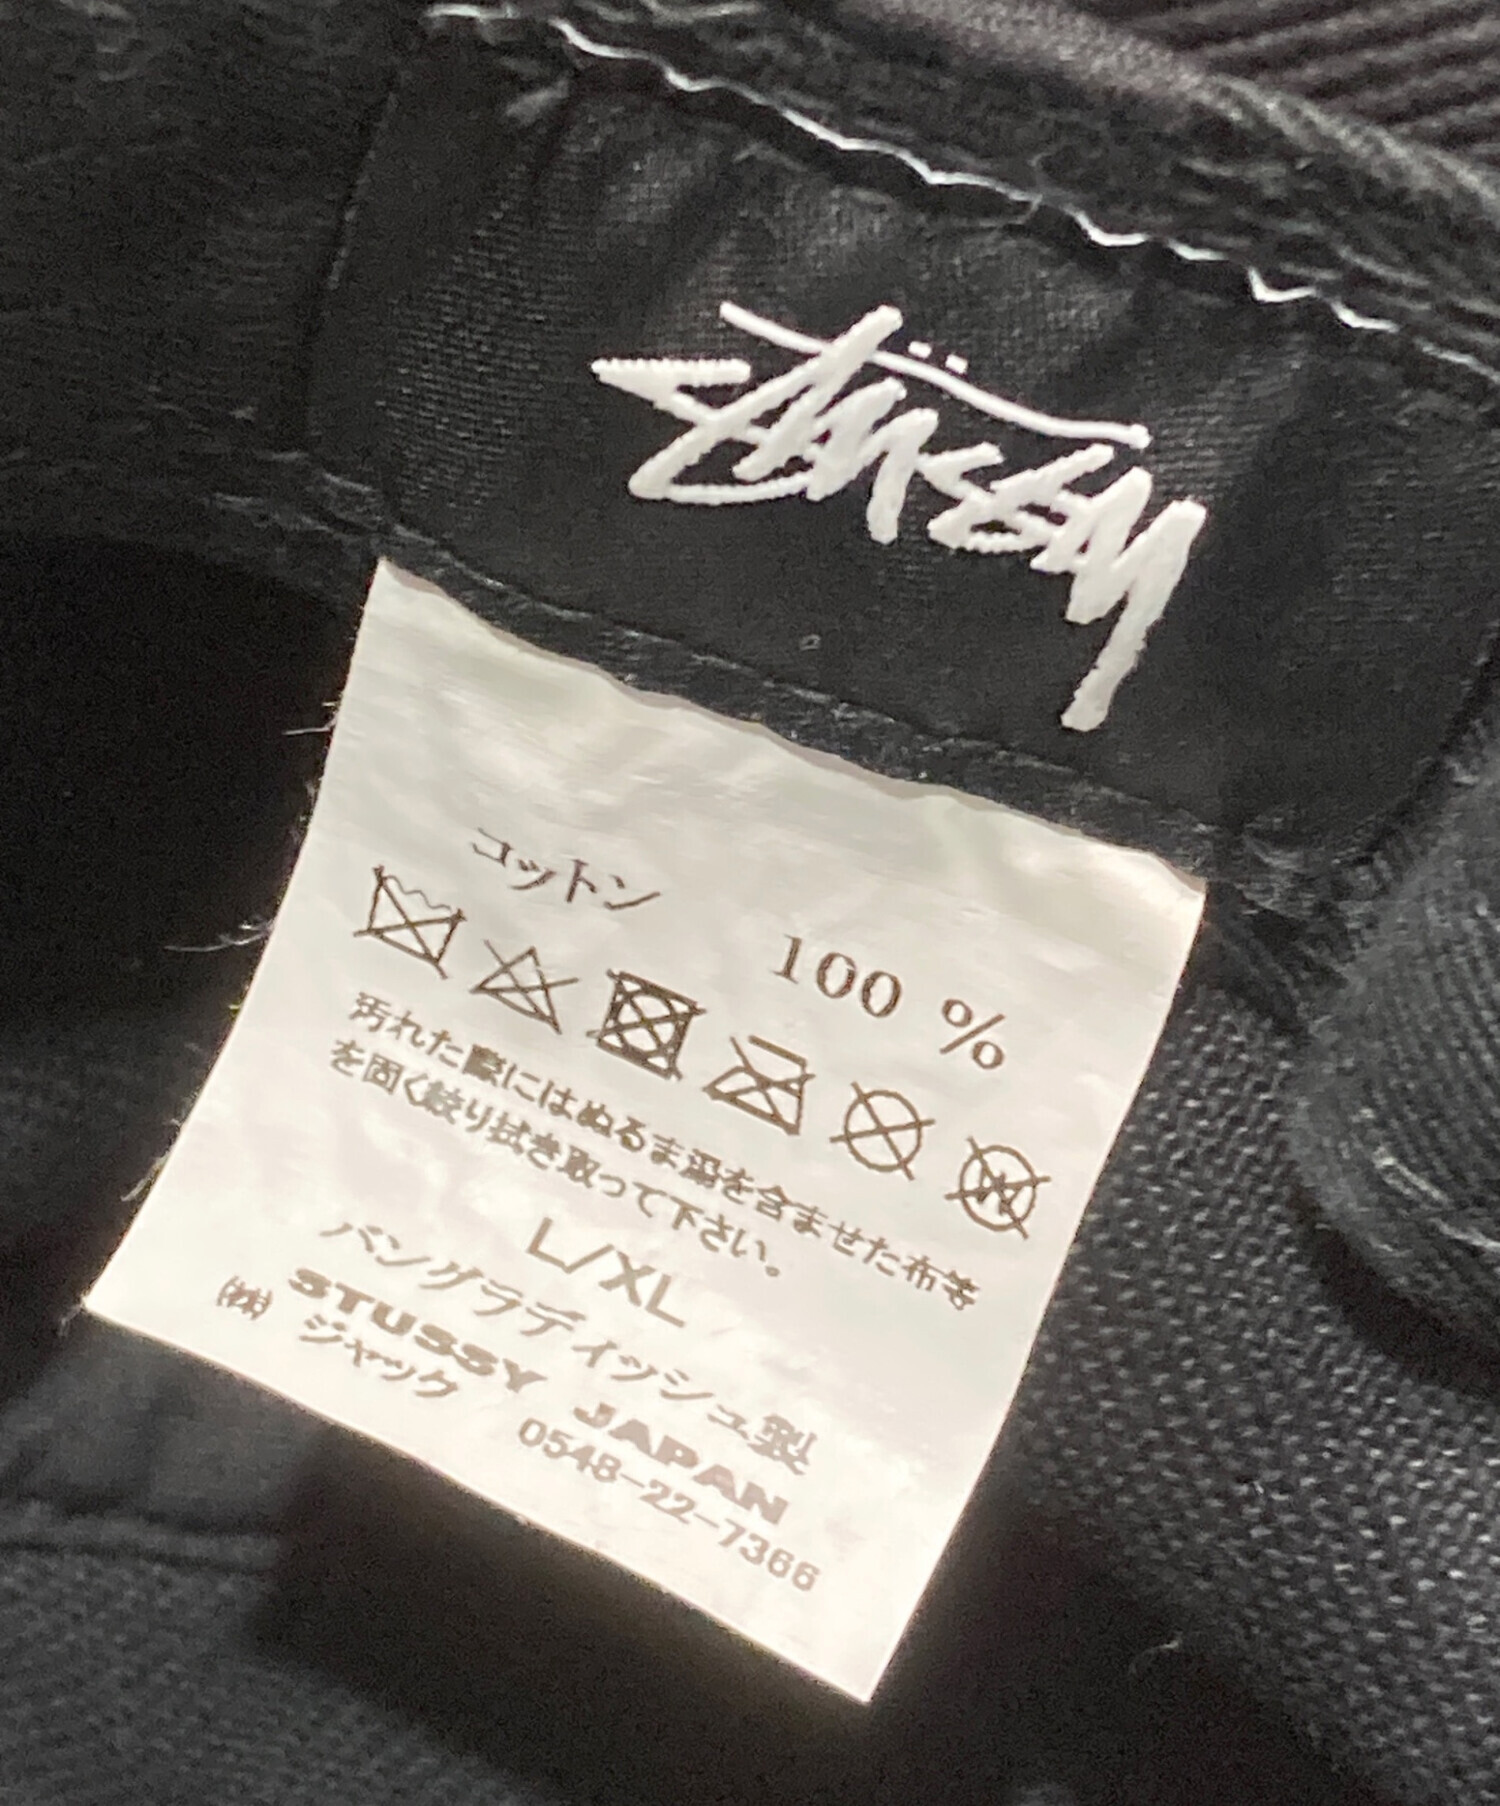 STÜSSY
コットン 100 %
汚れた際にはぬるま湯を含ませた布等
を固く絞り拭き取って下さい。
L/XL
バングラディッシュ製
STUSSY JAPAN
(株) ジャック 0548-22-7366